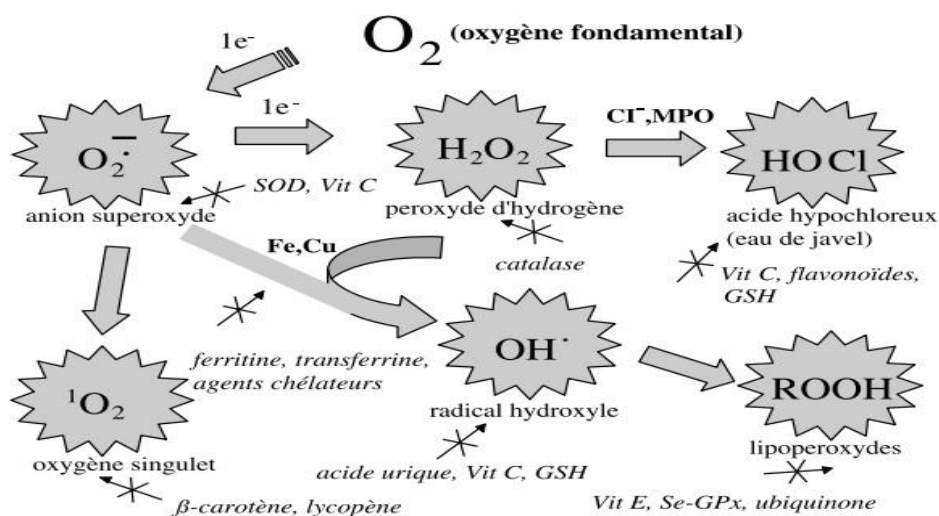 O₂ (oxygène fondamental)
1e⁻
1e⁻
O₂·⁻
anion superoxyde
SOD, Vit C
H₂O₂
peroxyde d'hydrogène
catalase
Cl⁻,MPO
HOCl
acide hypochloreux
(eau de javel)
Vit C, flavonoïdes,
GSH
Fe,Cu
ferritine, transferrine,
agents chélateurs
¹O₂
oxygène singulet
β-carotène, lycopène
OH·
radical hydroxyle
acide urique, Vit C, GSH
ROOH
lipoperoxydes
Vit E, Se-GPx, ubiquinone